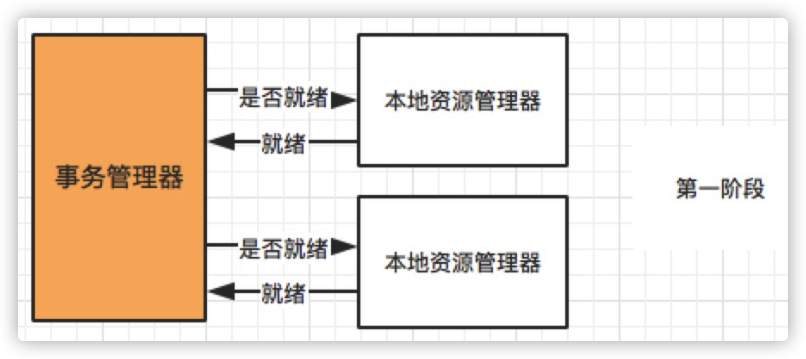 事务管理器
是否就绪
就绪
本地资源管理器
是否就绪
就绪
本地资源管理器
第一阶段